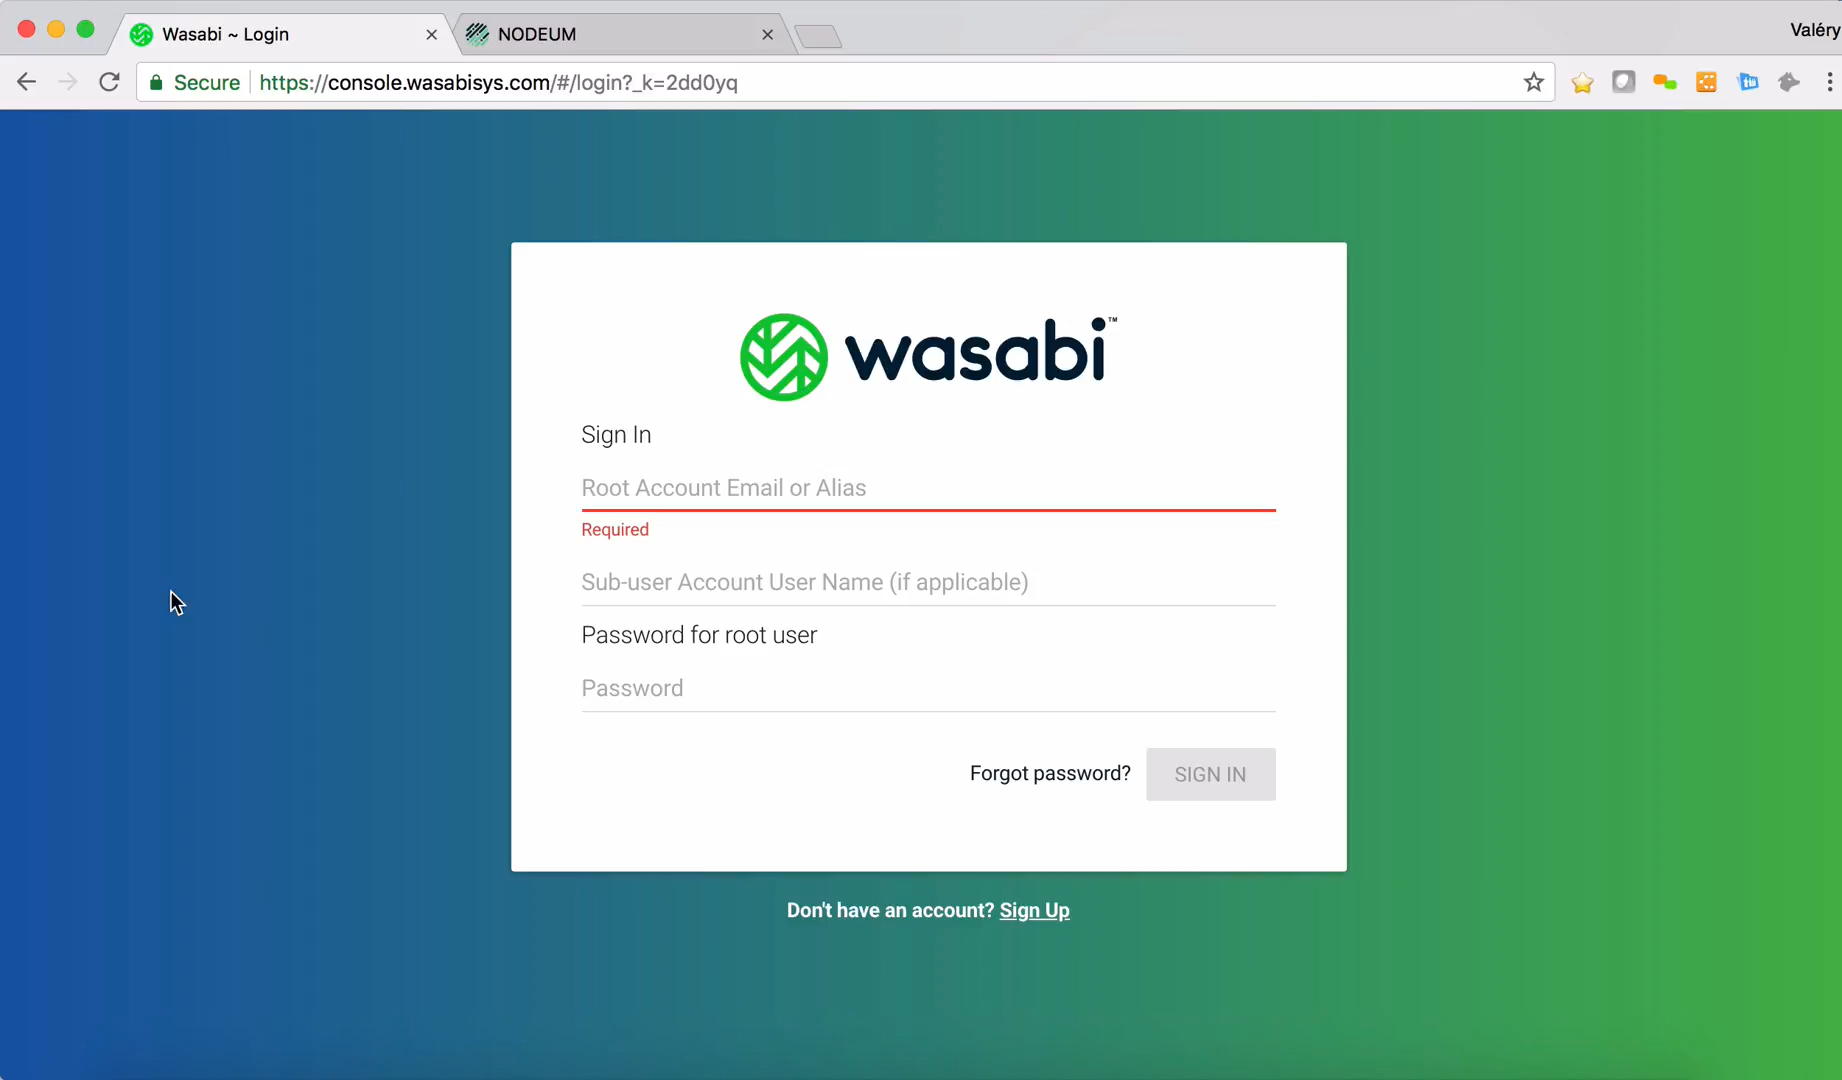 Wasabi ~ Login
NODEUM
Valéry
Secure
https://console.wasabisys.com/#/login?_k=2dd0yq
wasabi™
Sign In
Root Account Email or Alias
Required
Sub-user Account User Name (if applicable)
Password for root user
Password
Forgot password?
SIGN IN
Don't have an account? Sign Up